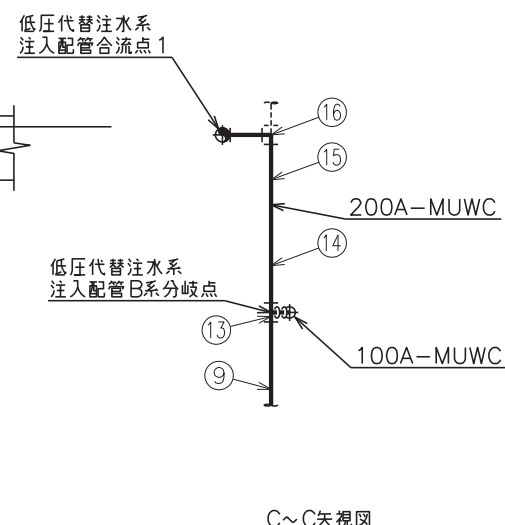 低圧代替注水系
注入配管合流点1
16
15
200A-MUWC
14
低圧代替注水系
注入配管B系分岐点
13
100A-MUWC
9
C~C矢視図